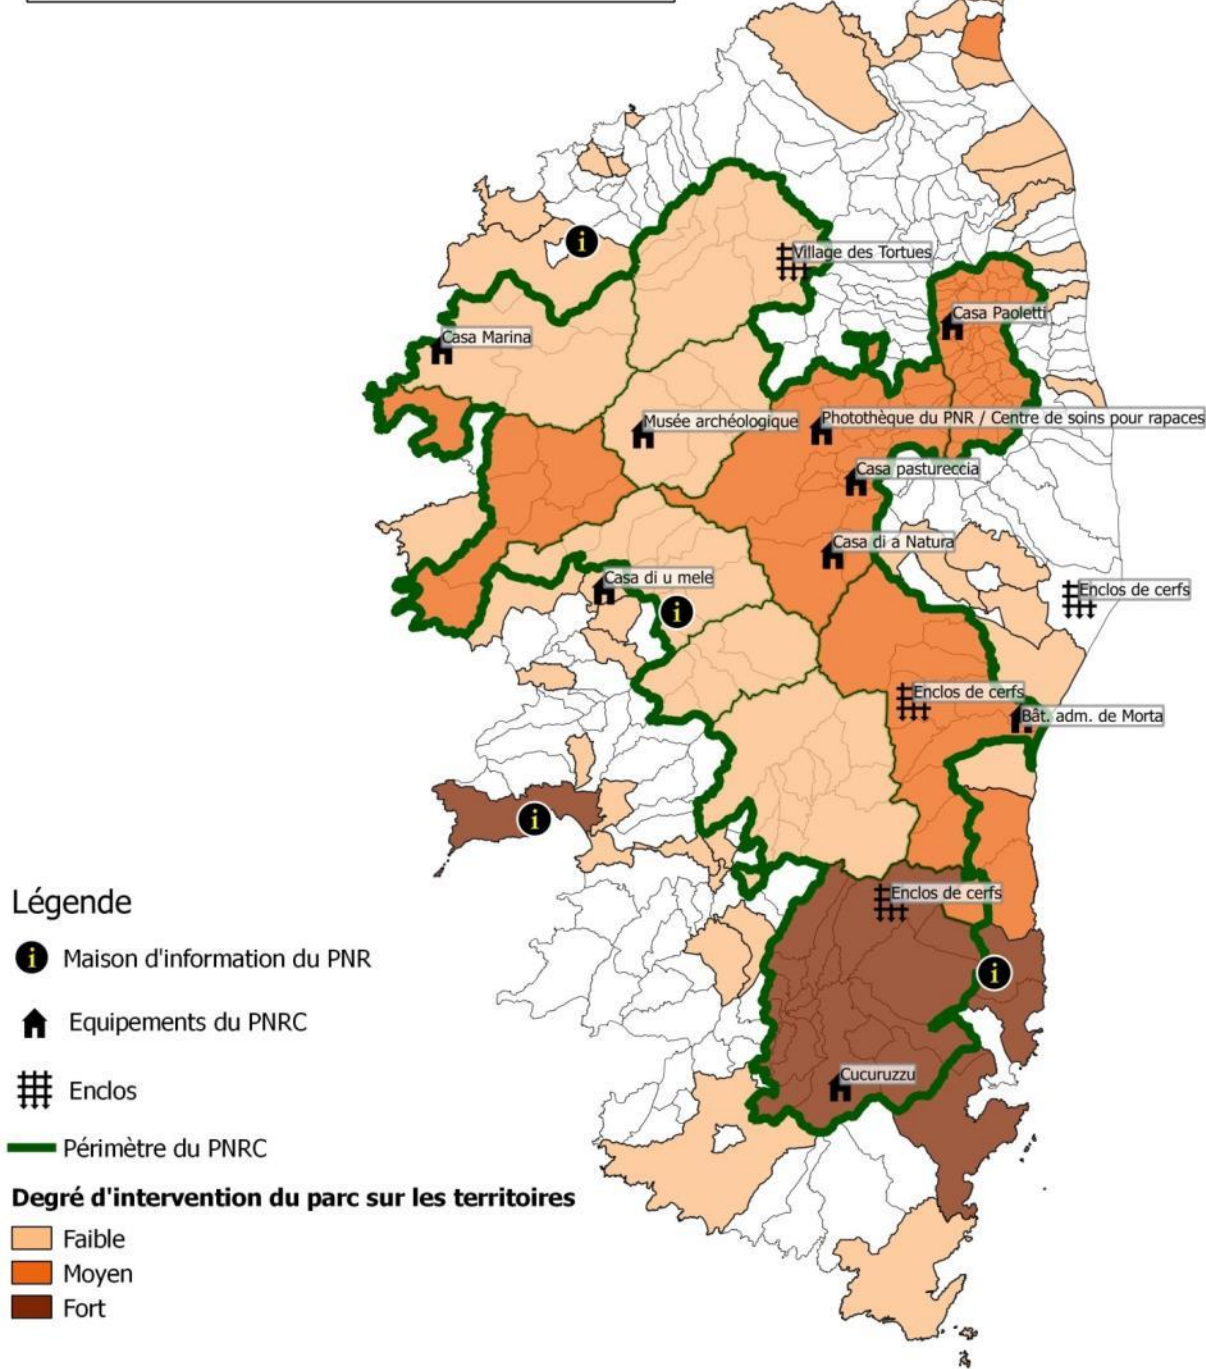 Village des Tortues
Casa Paoletti
Casa Marina
Musée archéologique
Photothèque du PNR / Centre de soins pour rapaces
Casa pastureccia
Casa di a Natura
Casa di u mele
Enclos de cerfs
Enclos de cerfs
Bât. adm. de Morta
Enclos de cerfs
Cucuruzzu
Légende
i Maison d'information du PNR
Equipements du PNRC
Enclos
Périmètre du PNRC
Degré d'intervention du parc sur les territoires
Faible
Moyen
Fort